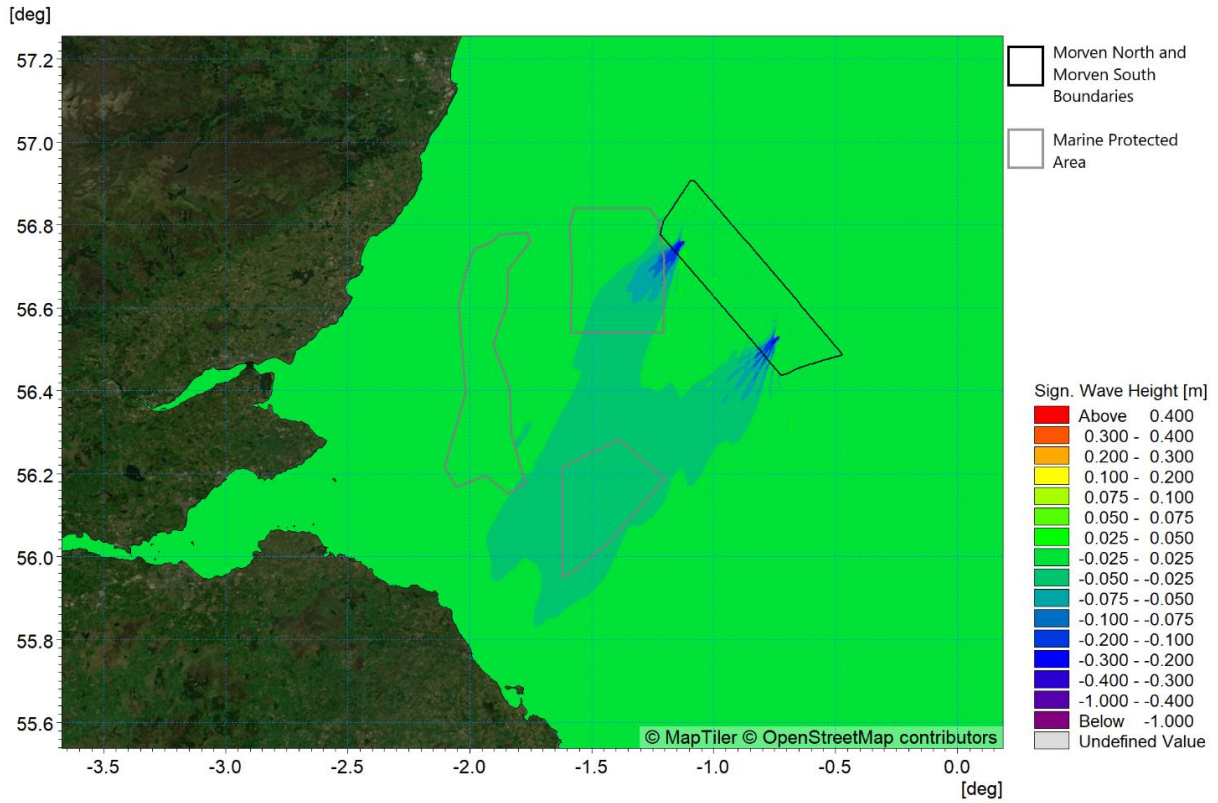 [deg]
57.2
57.0
56.8
56.6
56.4
56.2
56.0
55.8
55.6
-3.5 -3.0 -2.5 -2.0 -1.5 -1.0 -0.5 0.0
[deg]
© MapTiler © OpenStreetMap contributors
Morven North and
Morven South
Boundaries
Marine Protected
Area
Sign. Wave Height [m]
Above 0.400
0.300 - 0.400
0.200 - 0.300
0.100 - 0.200
0.075 - 0.100
0.050 - 0.075
0.025 - 0.050
-0.025 - 0.025
-0.050 - -0.025
-0.075 - -0.050
-0.100 - -0.075
-0.200 - -0.100
-0.300 - -0.200
-0.400 - -0.300
-1.000 - -0.400
Below -1.000
Undefined Value